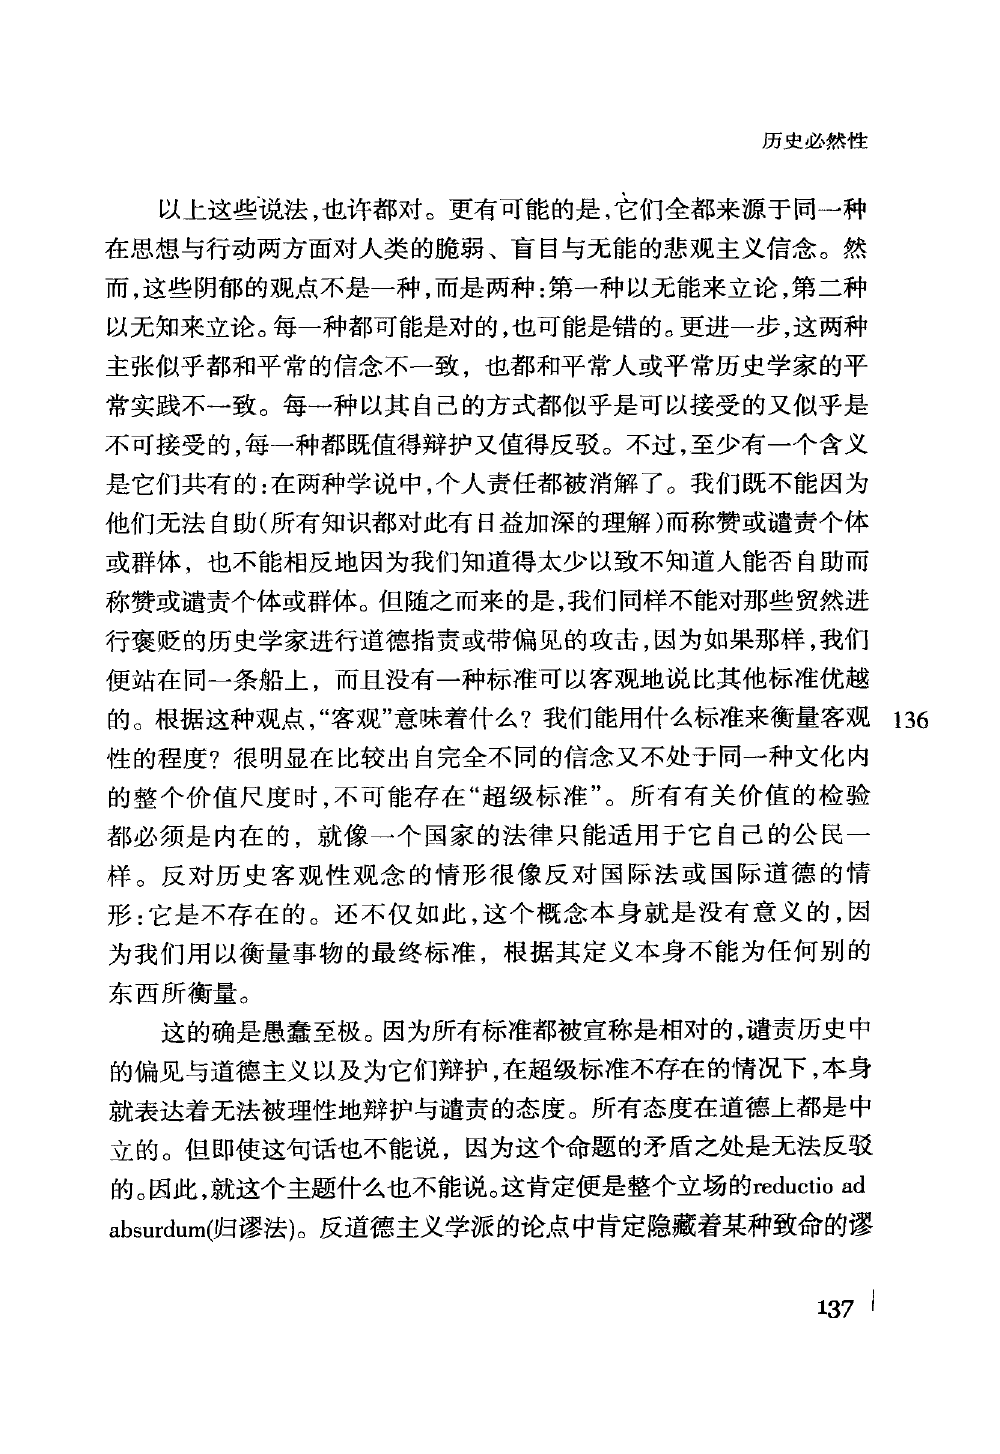 历史必然性
以上这些说法,也许都对。更有可能的是,它们全都来源于同一种
在思想与行动两方面对人类的脆弱、盲目与无能的悲观主义信念。然
而,这些阴郁的观点不是一种,而是两种:第一种以无能来立论,第二种
以无知来立论。每一种都可能是对的,也可能是错的。更进一步,这两种
主张似乎都和平常的信念不一致，也都和平常人或平常历史学家的平
常实践不一致。每一种以其自己的方式都似乎是可以接受的又似乎是
不可接受的,每一种都既值得辩护又值得反驳。不过,至少有一个含义
是它们共有的:在两种学说中,个人责任都被消解了。我们既不能因为
他们无法自助(所有知识都对此有日益加深的理解)而称赞或谴责个体
或群体，也不能相反地因为我们知道得太少以致不知道人能否自助而
称赞或谴责个体或群体。但随之而来的是,我们同样不能对那些贸然进
行褒贬的历史学家进行道德指责或带偏见的攻击,因为如果那样,我们
便站在同一条船上，而且没有一种标准可以客观地说比其他标准优越
的。根据这种观点,“客观”意味着什么？我们能用什么标准来衡量客观 136
性的程度？很明显在比较出自完全不同的信念又不处于同一种文化内
的整个价值尺度时,不可能存在“超级标准”。所有有关价值的检验
都必须是内在的，就像一个国家的法律只能适用于它自己的公民一
样。反对历史客观性观念的情形很像反对国际法或国际道德的情
形:它是不存在的。还不仅如此,这个概念本身就是没有意义的,因
为我们用以衡量事物的最终标准，根据其定义本身不能为任何别的
东西所衡量。
这的确是愚蠢至极。因为所有标准都被宣称是相对的,谴责历史中
的偏见与道德主义以及为它们辩护,在超级标准不存在的情况下,本身
就表达着无法被理性地辩护与谴责的态度。所有态度在道德上都是中
立的。但即使这句话也不能说，因为这个命题的矛盾之处是无法反驳
的。因此,就这个主题什么也不能说。这肯定便是整个立场的reductio ad
absurdum(归谬法)。反道德主义学派的论点中肯定隐藏着某种致命的谬
137